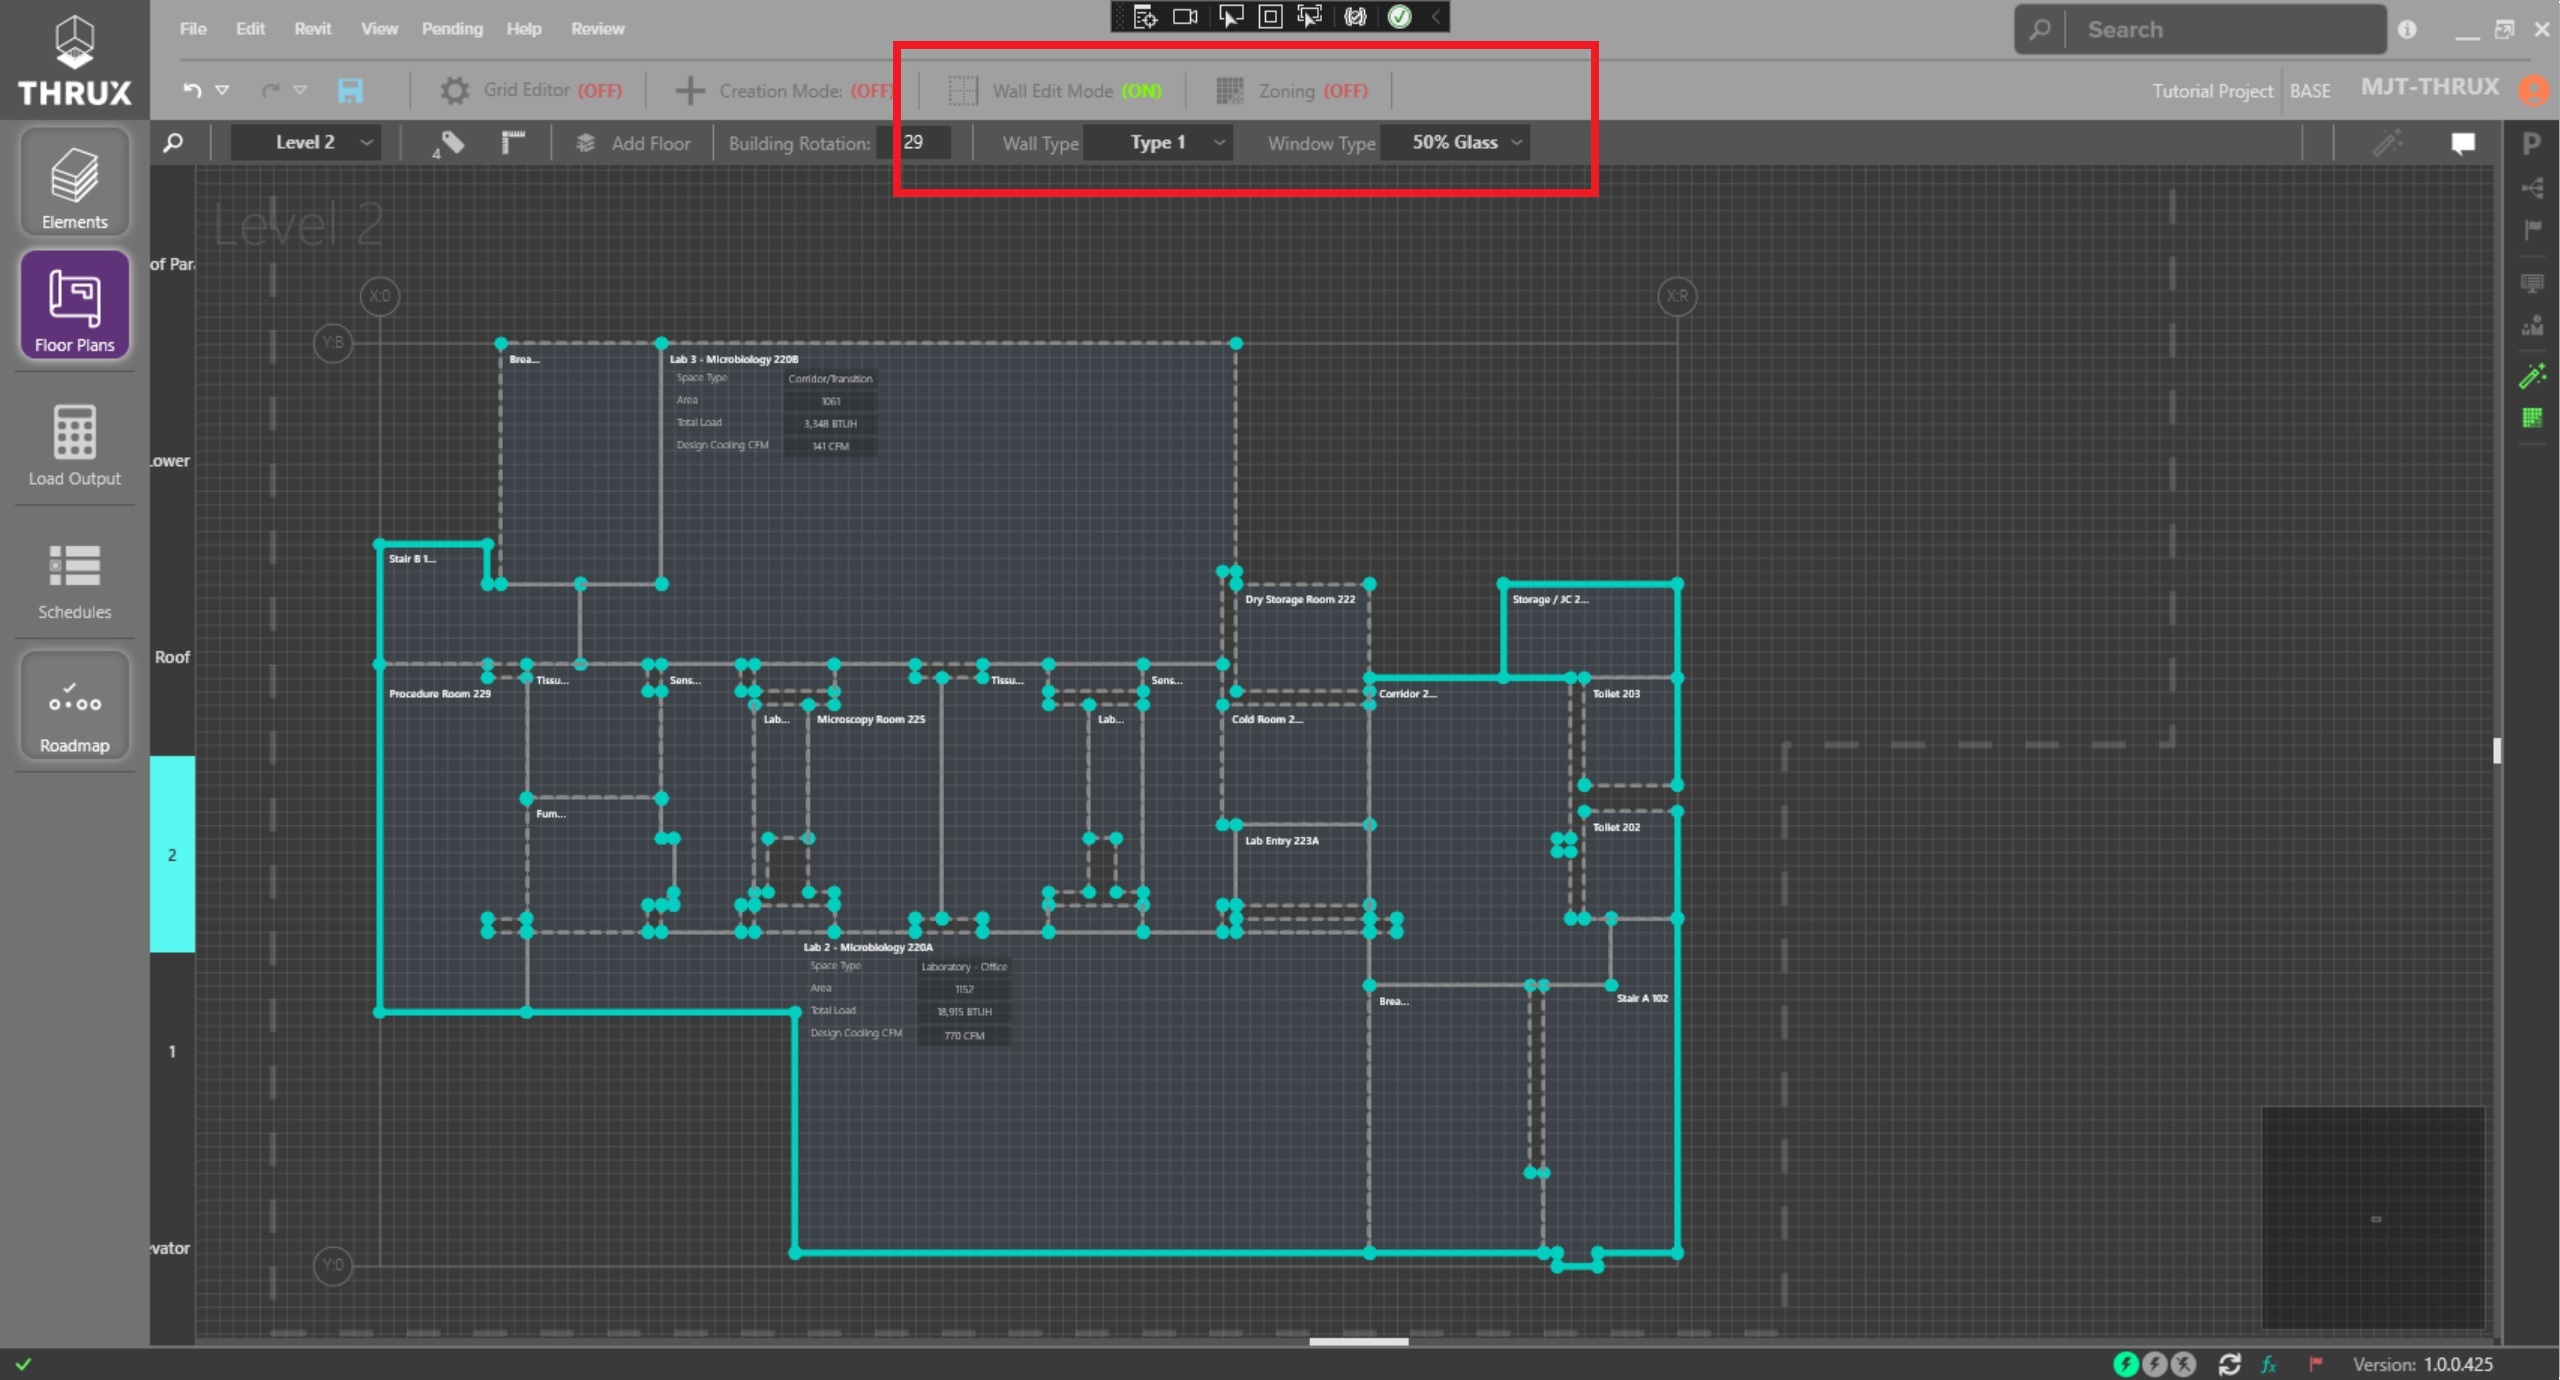 THRUX
File Edit Revit View Pending Help Review
Search
Grid Editor (OFF)
Creation Mode: (OFF)
Wall Edit Mode (ON)
Zoning (OFF)
Tutorial Project BASE MJT-THRUX
Level 2
4
Add Floor
Building Rotation: 29
Wall Type Type 1
Window Type 50% Glass
P
Elements
Floor Plans
Load Output
Schedules
Roadmap
of Par
Lower
Roof
2
1
evator
Level 2
X:0
X:R
Y:B
Y:0
Brea...
Lab 3 - Microbiology 220B
Space Type Corridor/Transition
Area 1061
Total Load 3,348 BTUH
Design Cooling CFM 141 CFM
Stair B 1...
Dry Storage Room 222
Storage / JC 2...
Procedure Room 229
Tissu...
Sens...
Tissu...
Sens...
Corridor 2...
Toilet 203
Lab...
Microscopy Room 225
Lab...
Cold Room 2...
Fum...
Lab Entry 223A
Toilet 202
Lab 2 - Microbiology 220A
Space Type Laboratory - Office
Area 1152
Total Load 18,915 BTUH
Design Cooling CFM 770 CFM
Brea...
Stair A 102
fx
Version: 1.0.0.425